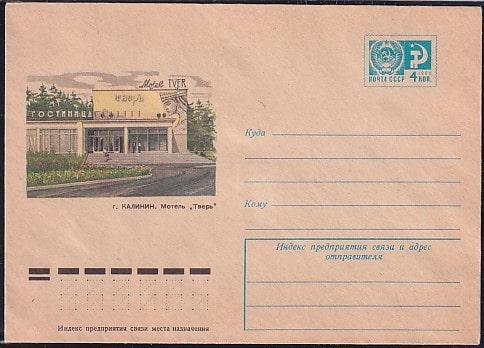 Motel TVER
Тверь
ГОСТИНИЦА
г. КАЛИНИН. Мотель „Тверь"
ПОЧТА СССР
1966
4 КОП.
Куда
Кому
Индекс предприятия связи и адрес
отправителя
Индекс предприятия связи места назначения